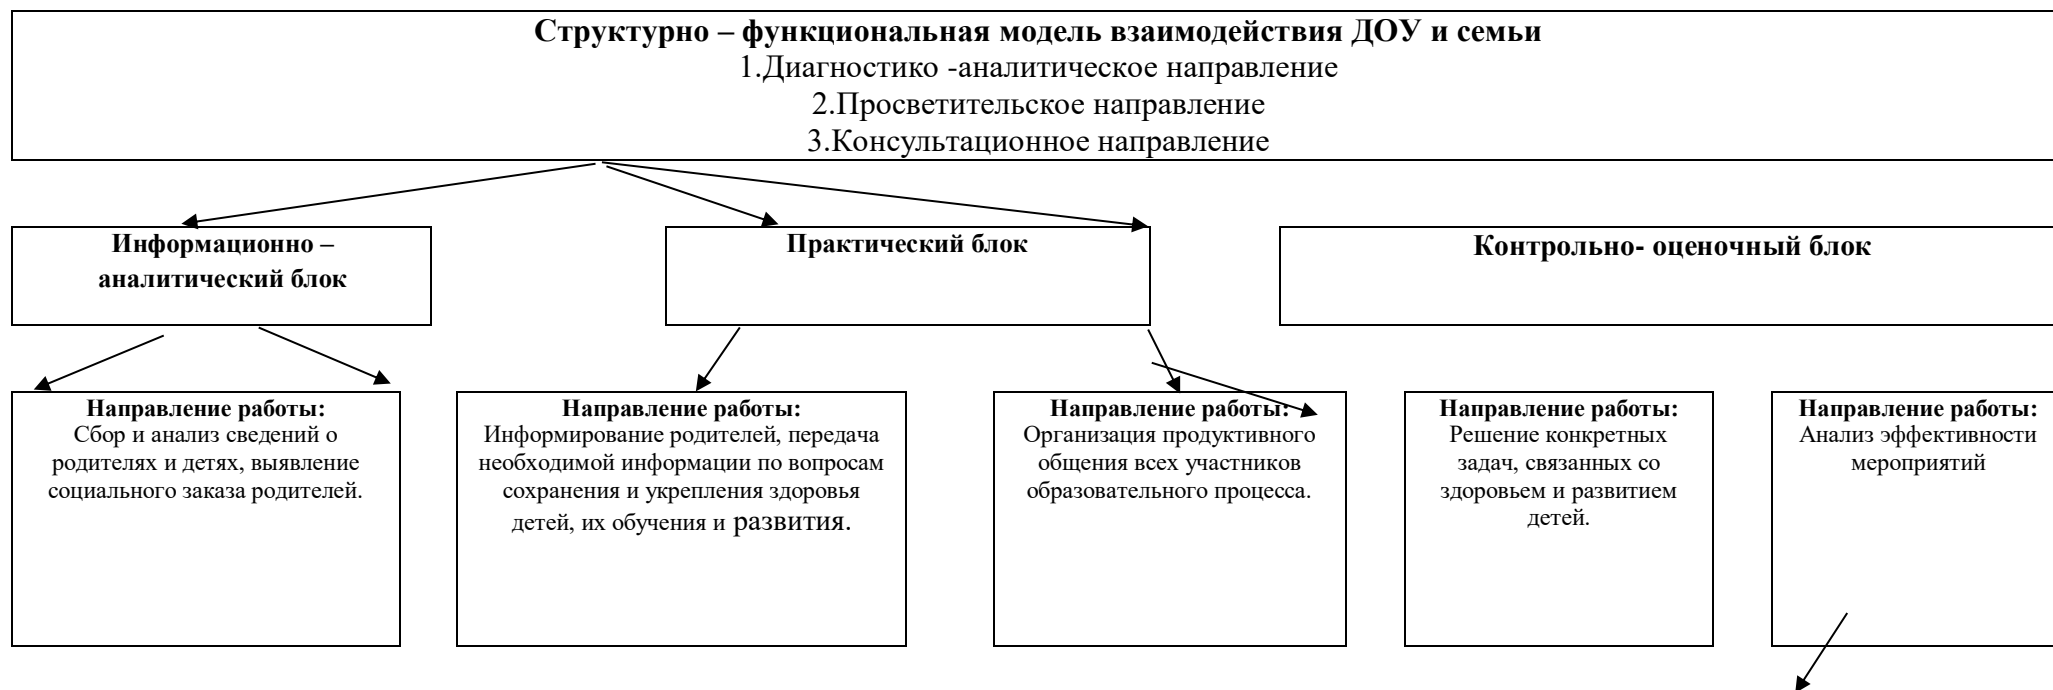 Структурно – функциональная модель взаимодействия ДОУ и семьи
1.Диагностико -аналитическое направление
2.Просветительское направление
3.Консультационное направление
Информационно –
аналитический блок
Практический блок
Контрольно- оценочный блок
Направление работы:
Сбор и анализ сведений о
родителях и детях, выявление
социального заказа родителей.
Направление работы:
Информирование родителей, передача
необходимой информации по вопросам
сохранения и укрепления здоровья
детей, их обучения и развития.
Направление работы:
Организация продуктивного
общения всех участников
образовательного процесса.
Направление работы:
Решение конкретных
задач, связанных со
здоровьем и развитием
детей.
Направление работы:
Анализ эффективности
мероприятий